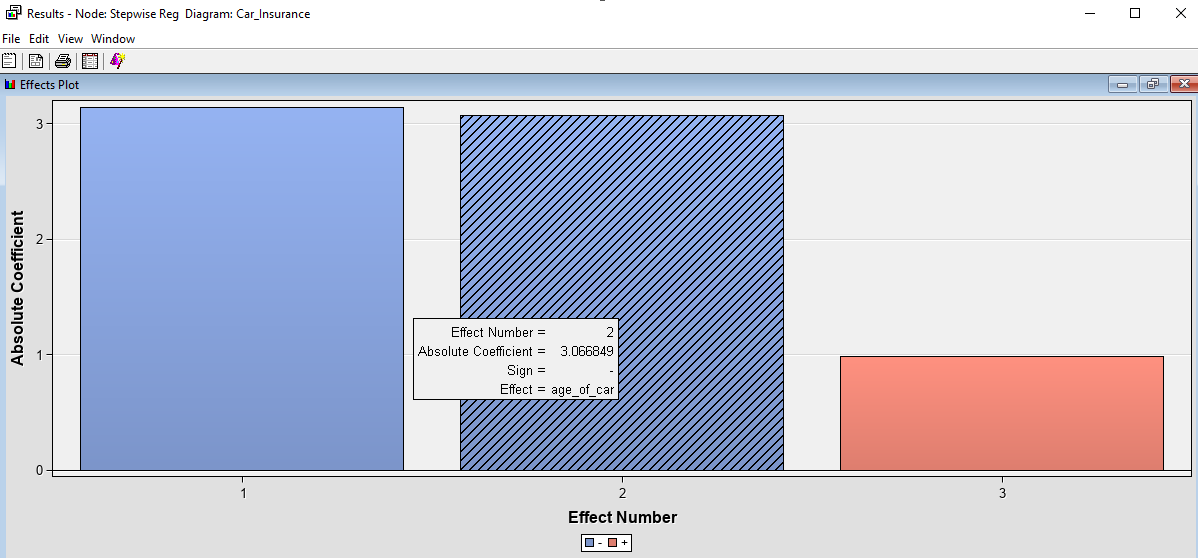 Results - Node: Stepwise Reg  Diagram: Car_Insurance
File Edit View Window
Effects Plot
Absolute Coefficient
3
2
1
0
Effect Number = 2
Absolute Coefficient = 3.066849
Sign = -
Effect = age_of_car
1 2 3
Effect Number
- +